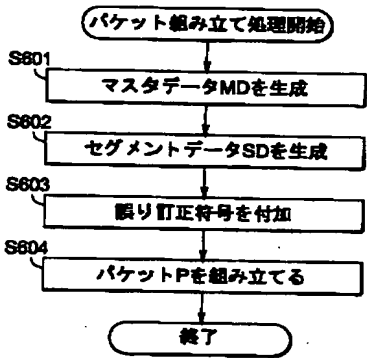 パケット組み立て処理開始
S601
マスタデータMDを生成
S602
セグメントデータSDを生成
S603
誤り訂正符号を付加
S604
パケットPを組み立てる
終了